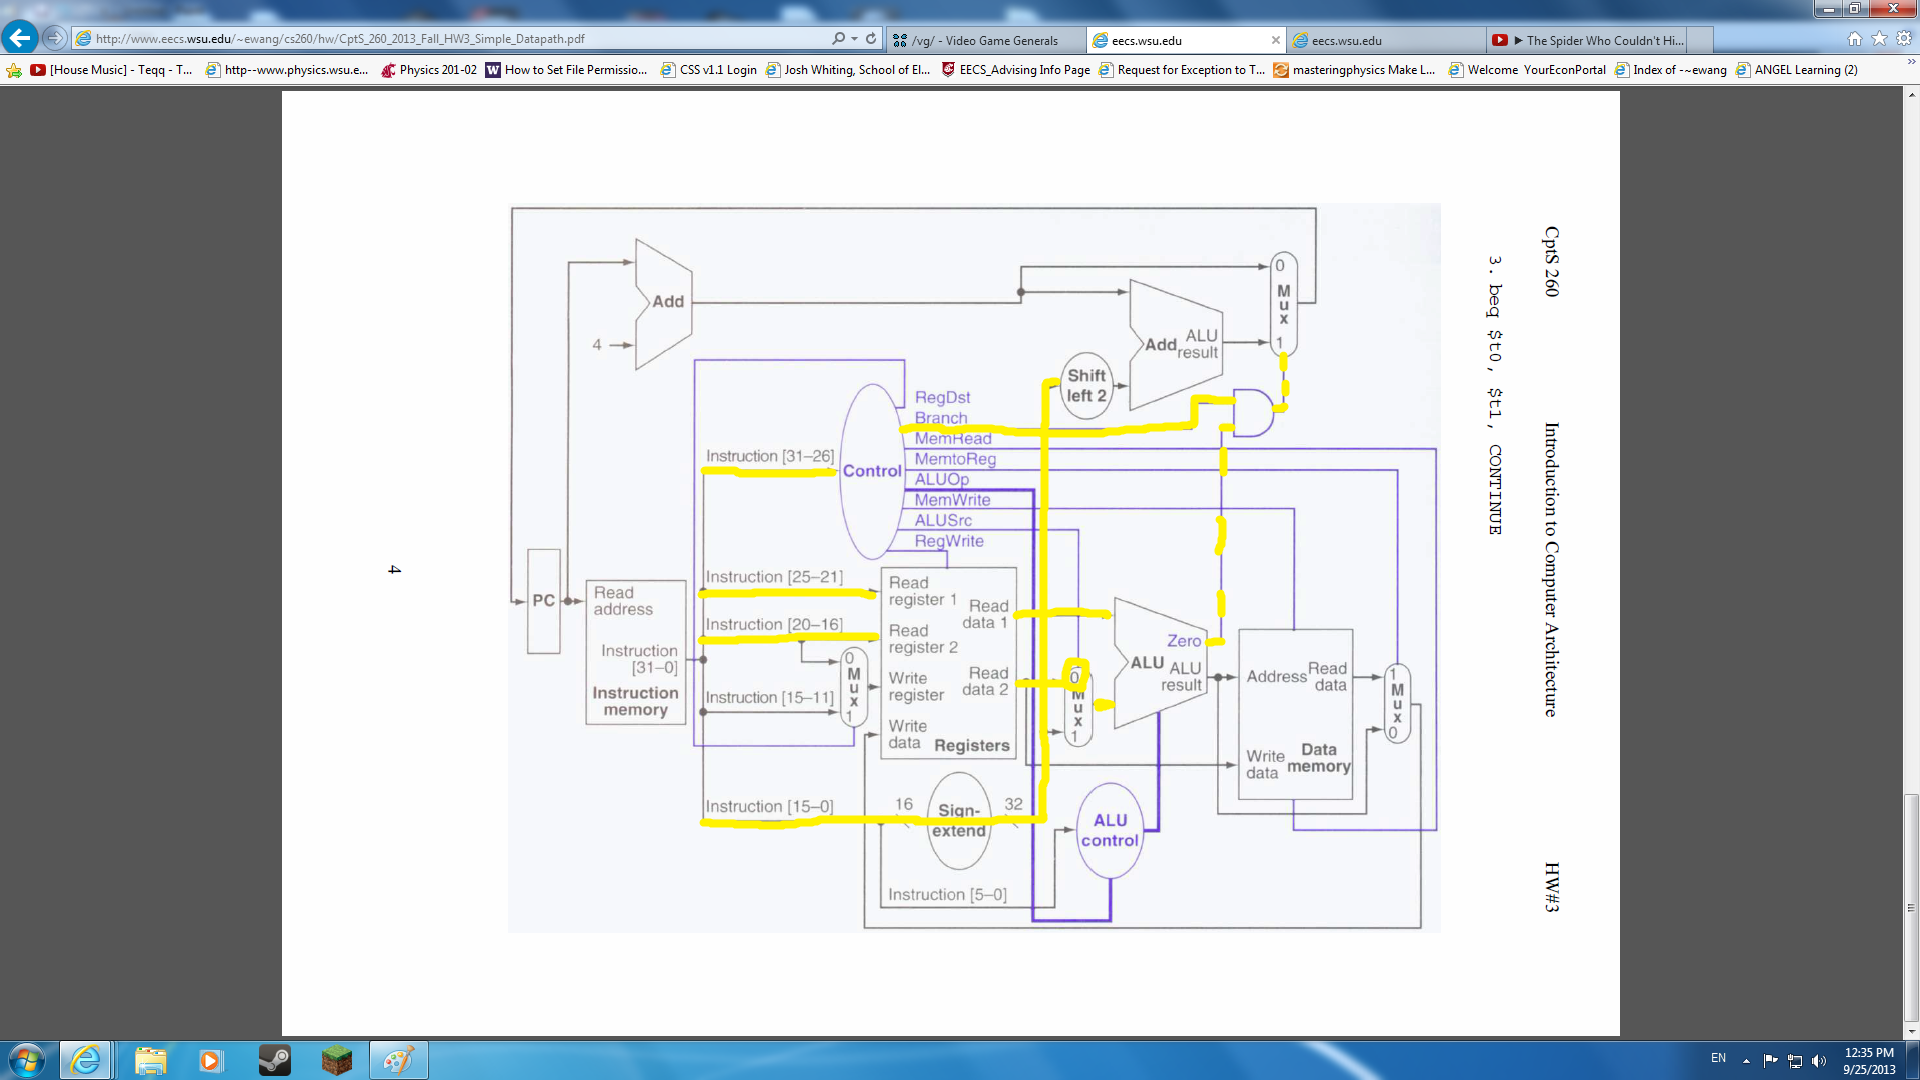 http://www.eecs.wsu.edu/~ewang/cs260/hw/CptS_260_2013_Fall_HW3_Simple_Datapath.pdf
/vg/ - Video Game Generals
eecs.wsu.edu
eecs.wsu.edu
► The Spider Who Couldn't Hi...
[House Music] - Teqq - T...
http--www.physics.wsu.e...
Physics 201-02
How to Set File Permissio...
CSS v1.1 Login
Josh Whiting, School of El...
EECS_Advising Info Page
Request for Exception to T...
masteringphysics Make L...
Welcome YourEconPortal
Index of -~ewang
ANGEL Learning (2)
CptS 260
Introduction to Computer Architecture
HW#3
3. beq $t0, $t1, CONTINUE
Add
4
0
Mux
1
Add ALU
result
Shift
left 2
RegDst
Branch
MemRead
MemtoReg
ALUOp
MemWrite
ALUSrc
RegWrite
Instruction [31–26]
Control
PC
Read
address
Instruction
[31–0]
Instruction
memory
Instruction [25–21]
Instruction [20–16]
Instruction [15–11]
Instruction [15–0]
0
Mux
1
Read
register 1
Read
register 2
Write
register
Write
data
Read
data 1
Read
data 2
Registers
0
Mux
1
Zero
ALU ALU
result
Address
Read
data
Write
data
Data
memory
1
Mux
0
16
Sign-
extend
32
ALU
control
Instruction [5–0]
4
EN
12:35 PM
9/25/2013